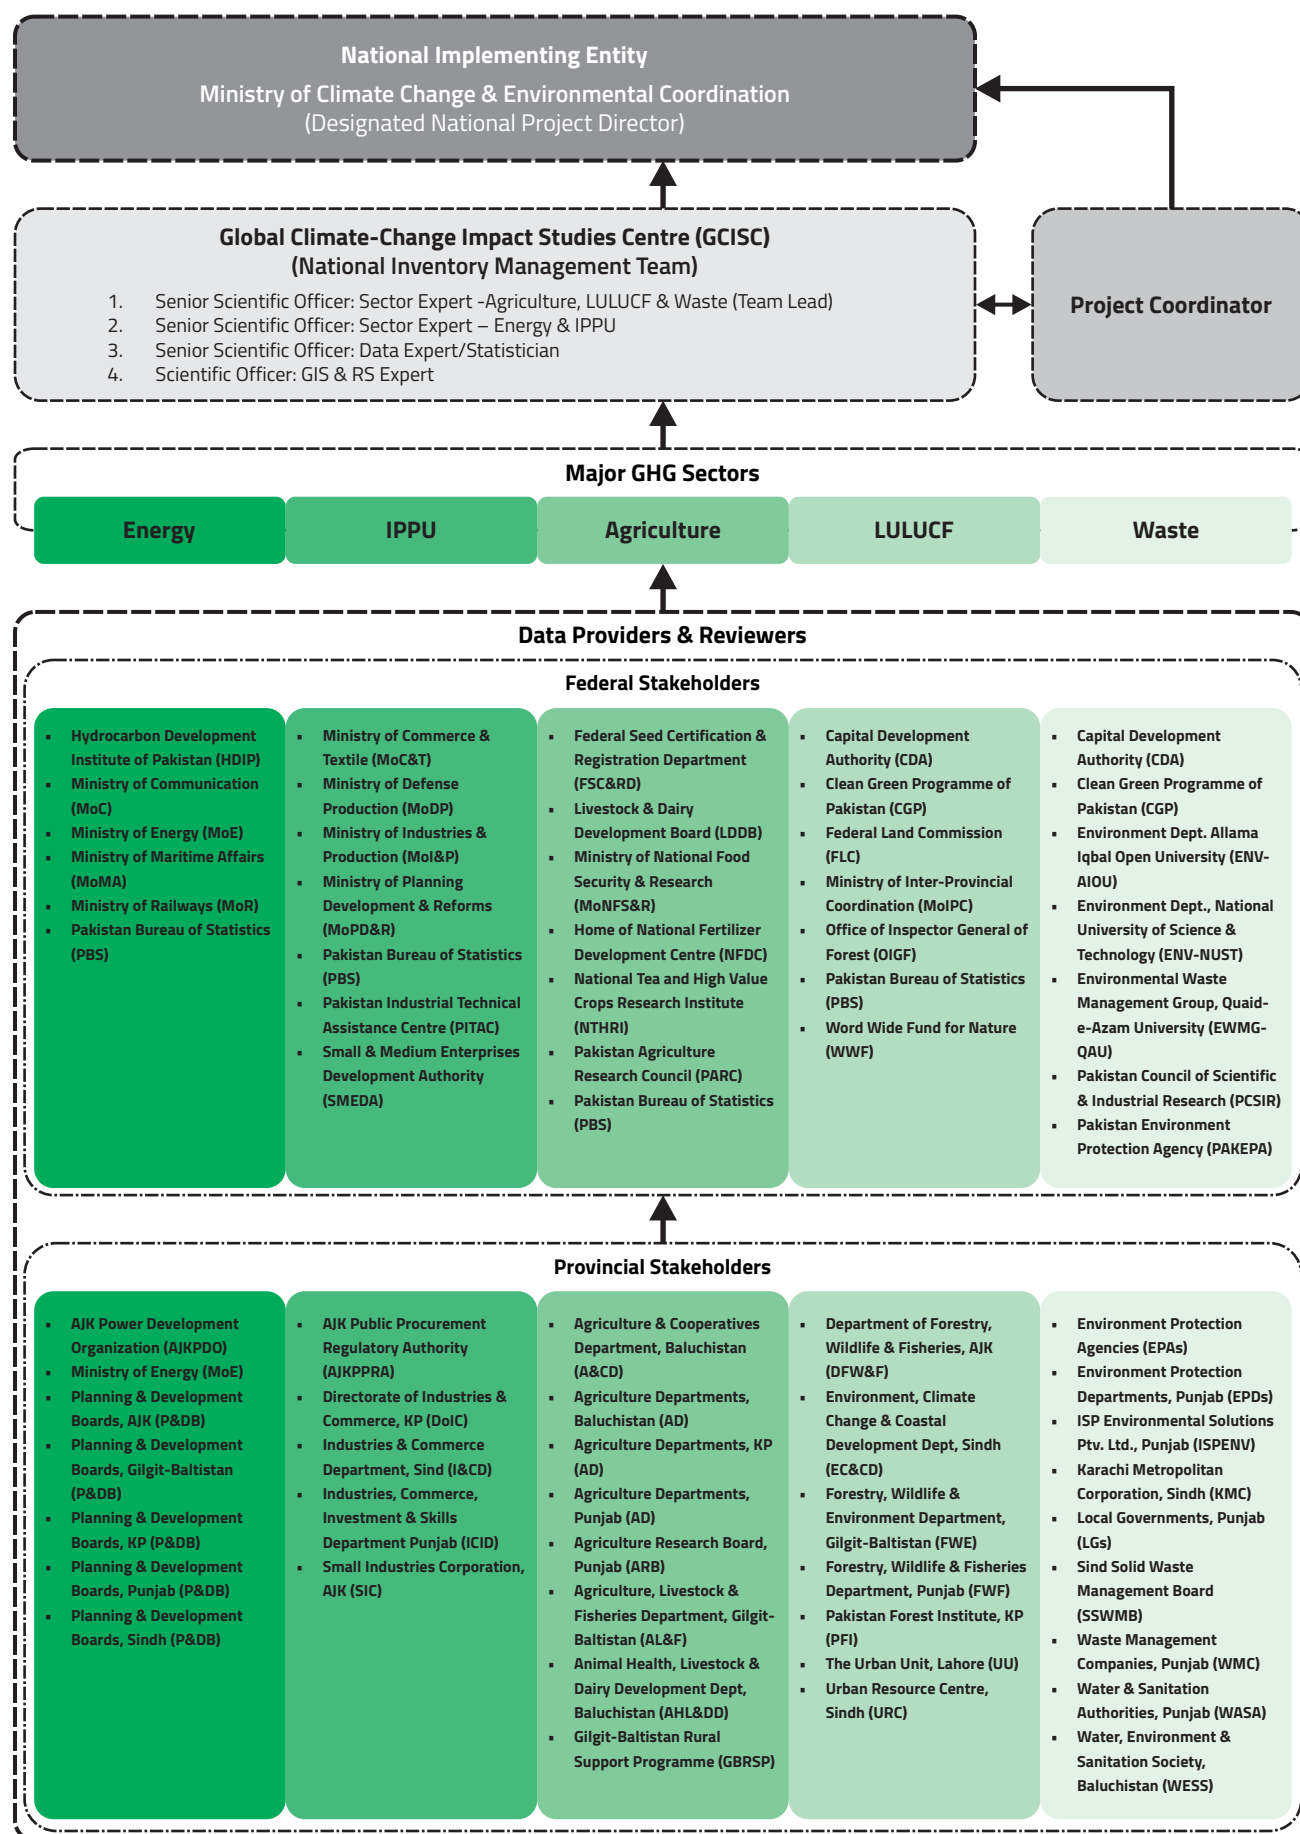 National Implementing Entity
Ministry of Climate Change & Environmental Coordination
(Designated National Project Director)
Global Climate-Change Impact Studies Centre (GCISC)
(National Inventory Management Team)
1. Senior Scientific Officer: Sector Expert -Agriculture, LULUCF & Waste (Team Lead)
2. Senior Scientific Officer: Sector Expert – Energy & IPPU
3. Senior Scientific Officer: Data Expert/Statistician
4. Scientific Officer: GIS & RS Expert
Project Coordinator
Major GHG Sectors
Energy
IPPU
Agriculture
LULUCF
Waste
Data Providers & Reviewers
Federal Stakeholders
▪ Hydrocarbon Development
Institute of Pakistan (HDIP)
▪ Ministry of Communication
(MoC)
▪ Ministry of Energy (MoE)
▪ Ministry of Maritime Affairs
(MoMA)
▪ Ministry of Railways (MoR)
▪ Pakistan Bureau of Statistics
(PBS)
▪ Ministry of Commerce &
Textile (MoC&T)
▪ Ministry of Defense
Production (MoDP)
▪ Ministry of Industries &
Production (MoI&P)
▪ Ministry of Planning
Development & Reforms
(MoPD&R)
▪ Pakistan Bureau of Statistics
(PBS)
▪ Pakistan Industrial Technical
Assistance Centre (PITAC)
▪ Small & Medium Enterprises
Development Authority
(SMEDA)
▪ Federal Seed Certification &
Registration Department
(FSC&RD)
▪ Livestock & Dairy
Development Board (LDDB)
▪ Ministry of National Food
Security & Research
(MoNFS&R)
▪ Home of National Fertilizer
Development Centre (NFDC)
▪ National Tea and High Value
Crops Research Institute
(NTHRI)
▪ Pakistan Agriculture
Research Council (PARC)
▪ Pakistan Bureau of Statistics
(PBS)
▪ Capital Development
Authority (CDA)
▪ Clean Green Programme of
Pakistan (CGP)
▪ Federal Land Commission
(FLC)
▪ Ministry of Inter-Provincial
Coordination (MoIPC)
▪ Office of Inspector General of
Forest (OIGF)
▪ Pakistan Bureau of Statistics
(PBS)
▪ Word Wide Fund for Nature
(WWF)
▪ Capital Development
Authority (CDA)
▪ Clean Green Programme of
Pakistan (CGP)
▪ Environment Dept. Allama
Iqbal Open University (ENV-
AIOU)
▪ Environment Dept., National
University of Science &
Technology (ENV-NUST)
▪ Environmental Waste
Management Group, Quaid-
e-Azam University (EWMG-
QAU)
▪ Pakistan Council of Scientific
& Industrial Research (PCSIR)
▪ Pakistan Environment
Protection Agency (PAKEPA)
Provincial Stakeholders
▪ AJK Power Development
Organization (AJKPDO)
▪ Ministry of Energy (MoE)
▪ Planning & Development
Boards, AJK (P&DB)
▪ Planning & Development
Boards, Gilgit-Baltistan
(P&DB)
▪ Planning & Development
Boards, KP (P&DB)
▪ Planning & Development
Boards, Punjab (P&DB)
▪ Planning & Development
Boards, Sindh (P&DB)
▪ AJK Public Procurement
Regulatory Authority
(AJKPPRA)
▪ Directorate of Industries &
Commerce, KP (DoIC)
▪ Industries & Commerce
Department, Sind (I&CD)
▪ Industries, Commerce,
Investment & Skills
Department Punjab (ICID)
▪ Small Industries Corporation,
AJK (SIC)
▪ Agriculture & Cooperatives
Department, Baluchistan
(A&CD)
▪ Agriculture Departments,
Baluchistan (AD)
▪ Agriculture Departments, KP
(AD)
▪ Agriculture Departments,
Punjab (AD)
▪ Agriculture Research Board,
Punjab (ARB)
▪ Agriculture, Livestock &
Fisheries Department, Gilgit-
Baltistan (AL&F)
▪ Animal Health, Livestock &
Dairy Development Dept,
Baluchistan (AHL&DD)
▪ Gilgit-Baltistan Rural
Support Programme (GBRSP)
▪ Department of Forestry,
Wildlife & Fisheries, AJK
(DFW&F)
▪ Environment, Climate
Change & Coastal
Development Dept, Sindh
(EC&CD)
▪ Forestry, Wildlife &
Environment Department,
Gilgit-Baltistan (FWE)
▪ Forestry, Wildlife & Fisheries
Department, Punjab (FWF)
▪ Pakistan Forest Institute, KP
(PFI)
▪ The Urban Unit, Lahore (UU)
▪ Urban Resource Centre,
Sindh (URC)
▪ Environment Protection
Agencies (EPAs)
▪ Environment Protection
Departments, Punjab (EPDs)
▪ ISP Environmental Solutions
Ptv. Ltd., Punjab (ISPENV)
▪ Karachi Metropolitan
Corporation, Sindh (KMC)
▪ Local Governments, Punjab
(LGs)
▪ Sind Solid Waste
Management Board
(SSWMB)
▪ Waste Management
Companies, Punjab (WMC)
▪ Water & Sanitation
Authorities, Punjab (WASA)
▪ Water, Environment &
Sanitation Society,
Baluchistan (WESS)